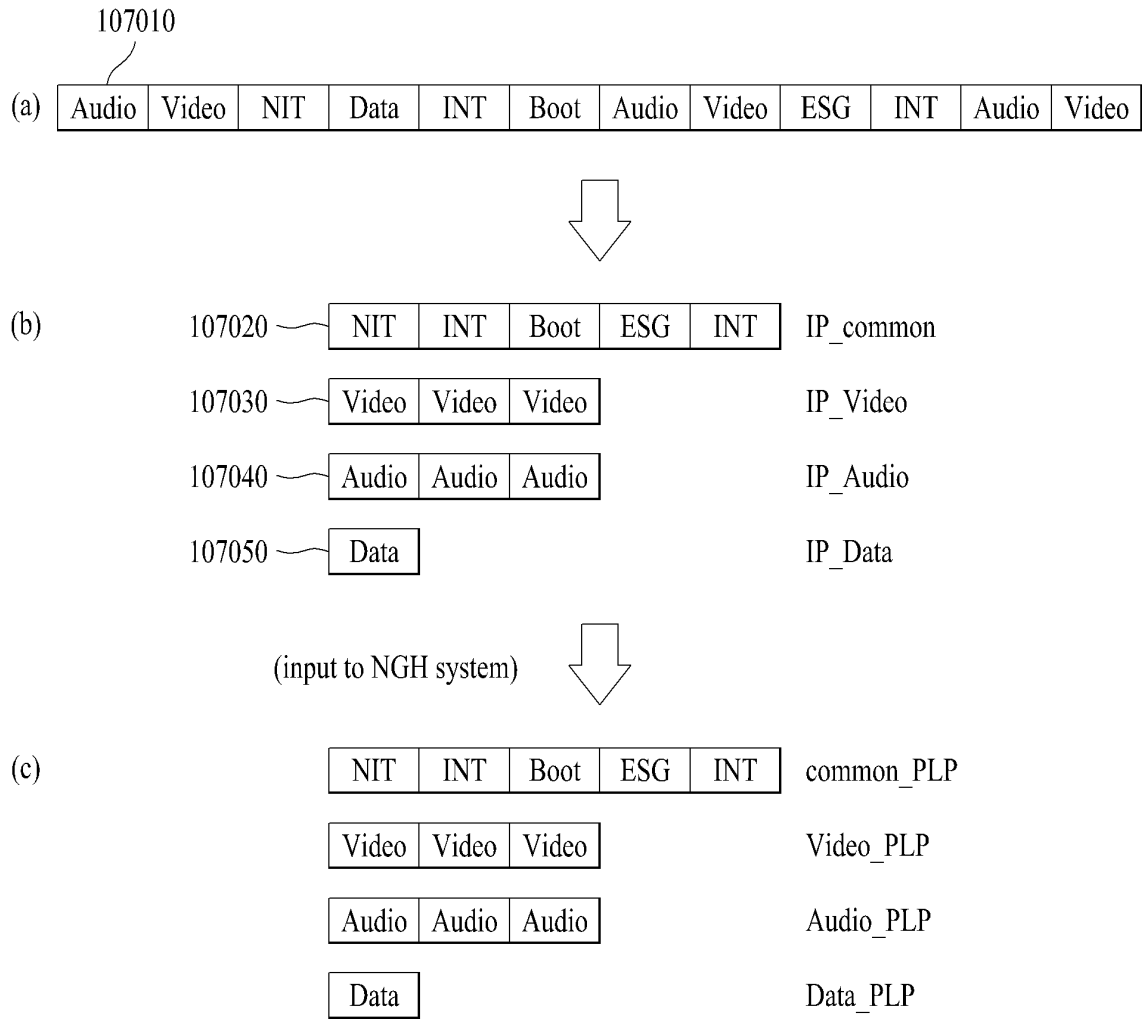 107010
(a) Audio Video NIT Data INT Boot Audio Video ESG INT Audio Video
(b) 107020 NIT INT Boot ESG INT IP_common
107030 Video Video Video IP_Video
107040 Audio Audio Audio IP_Audio
107050 Data IP_Data
(input to NGH system)
(c) NIT INT Boot ESG INT common_PLP
Video Video Video Video_PLP
Audio Audio Audio Audio_PLP
Data Data_PLP